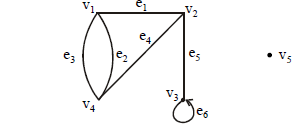 v₁ e₁ v₂
e₃ e₂ e₄ e₅ v₅
v₄ v₃
e₆